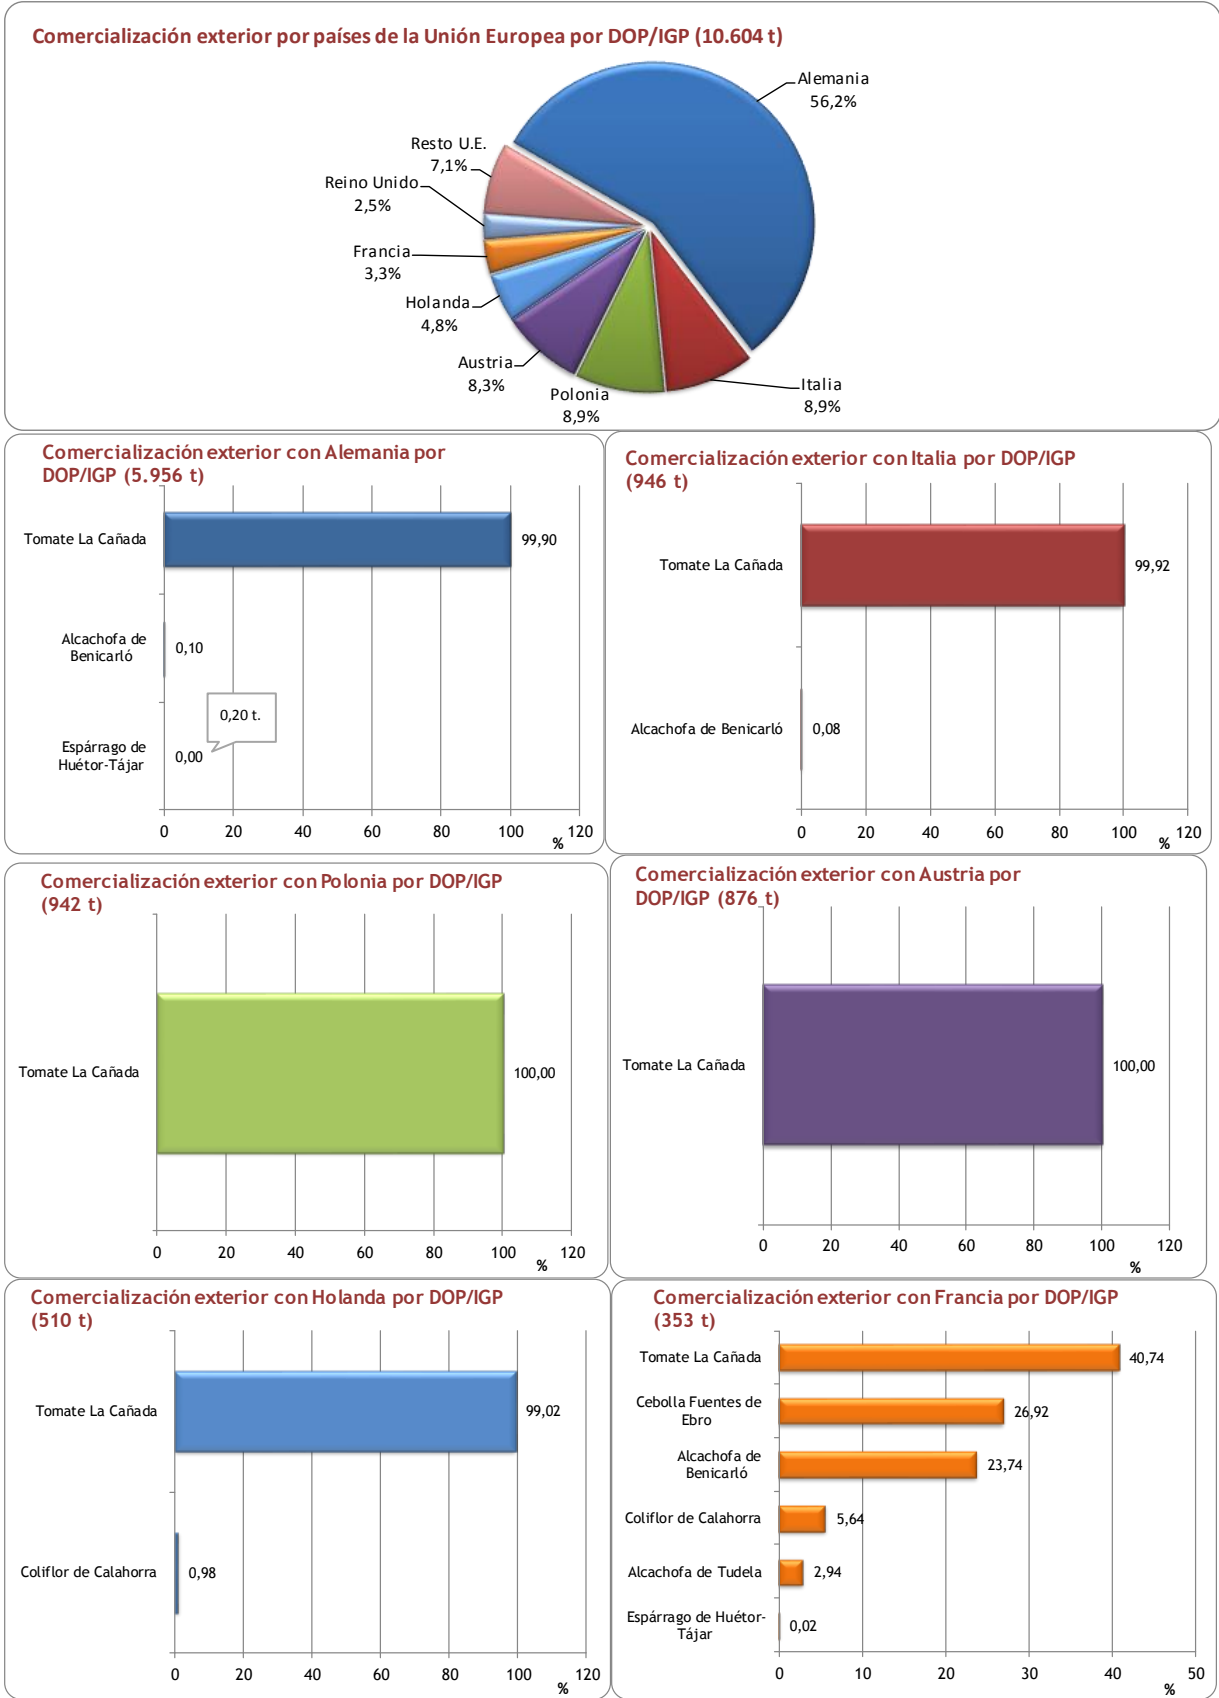 Comercialización exterior por países de la Unión Europea por DOP/IGP (10.604 t)
Alemania
56,2%
Resto U.E.
7,1%
Reino Unido
2,5%
Francia
3,3%
Holanda
4,8%
Austria
8,3%
Polonia
8,9%
Italia
8,9%
Comercialización exterior con Alemania por
DOP/IGP (5.956 t)
Tomate La Cañada
99,90
Alcachofa de
Benicarló
0,10
0,20 t.
Espárrago de
Huétor-Tájar
0,00
0 20 40 60 80 100 120
%
Comercialización exterior con Italia por DOP/IGP
(946 t)
Tomate La Cañada
99,92
Alcachofa de Benicarló
0,08
0 20 40 60 80 100 120
%
Comercialización exterior con Polonia por DOP/IGP
(942 t)
Tomate La Cañada
100,00
0 20 40 60 80 100 120
%
Comercialización exterior con Austria por
DOP/IGP (876 t)
Tomate La Cañada
100,00
0 20 40 60 80 100 120
%
Comercialización exterior con Holanda por DOP/IGP
(510 t)
Tomate La Cañada
99,02
Coliflor de Calahorra
0,98
0 20 40 60 80 100 120
%
Comercialización exterior con Francia por DOP/IGP
(353 t)
Tomate La Cañada
40,74
Cebolla Fuentes de
Ebro
26,92
Alcachofa de
Benicarló
23,74
Coliflor de Calahorra
5,64
Alcachofa de Tudela
2,94
Espárrago de Huétor-
Tájar
0,02
0 10 20 30 40 50
%